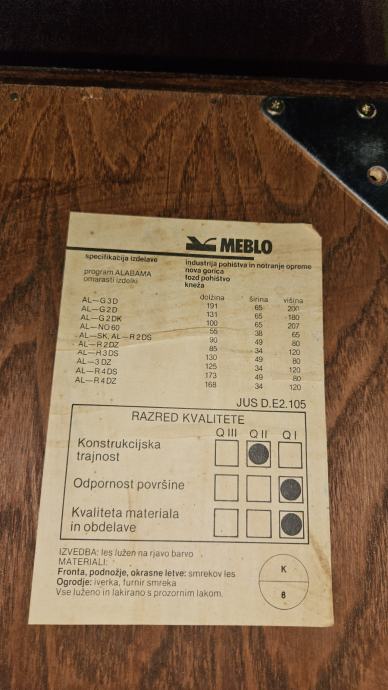 MEBLO
specifikacija izdelave
industrija pohištva in notranje opreme
nova gorica
tozd pohištvo
kneža
program ALABAMA
omarasti izdelki
dolžina širina višina
AL—G 3 D 191 65 200
AL—G 2 D 131 65 180
AL—G 2 DK 100 65 207
AL—NO 60 55 38 65
AL—SK, AL—R 2 DS 90 34 120
AL—R 2 DZ 85 49 80
AL—R 3 DS 130 34 120
AL—R 3 DZ 125 49 80
AL—R 4 DS 173 34 120
AL—R 4 DZ 168
JUS D.E2.105
RAZRED KVALITETE
Q III Q II Q I
Konstrukcijska
trajnost
Odpornost površine
Kvaliteta materiala
in obdelave
IZVEDBA: les lužen na rjavo barvo
MATERIALI:
Fronta, podnožje, okrasne letve: smrekov les
Ogrodje: iverka, furnir smreka
Vse luženo in lakirano s prozornim lakom.
K
8